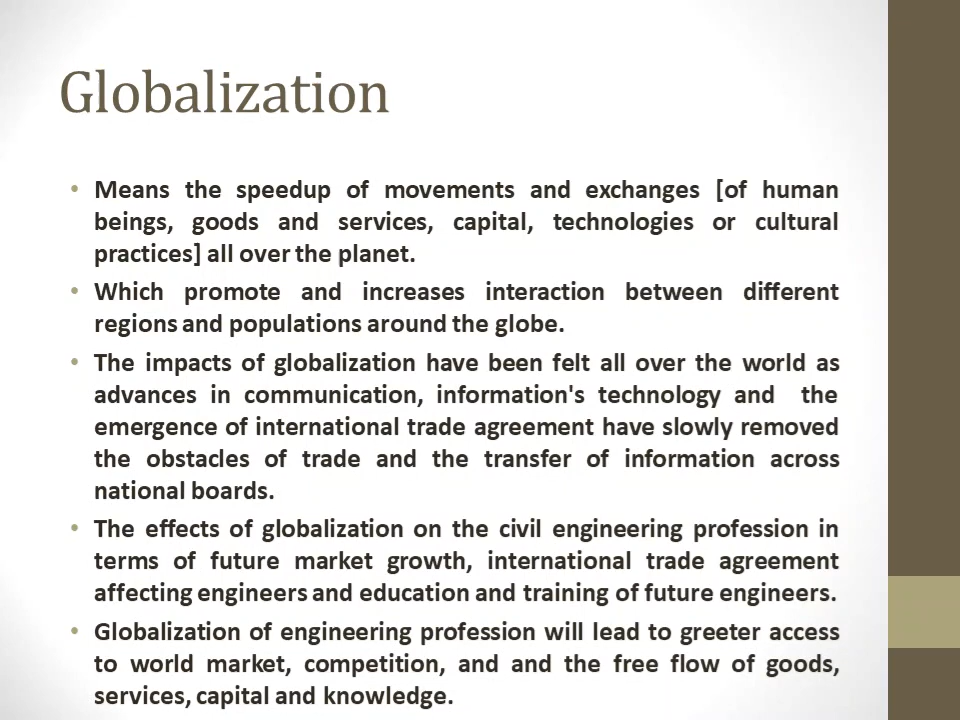 Globalization
• Means the speedup of movements and exchanges [of human
beings, goods and services, capital, technologies or cultural
practices] all over the planet.
• Which promote and increases interaction between different
regions and populations around the globe.
• The impacts of globalization have been felt all over the world as
advances in communication, information's technology and the
emergence of international trade agreement have slowly removed
the obstacles of trade and the transfer of information across
national boards.
• The effects of globalization on the civil engineering profession in
terms of future market growth, international trade agreement
affecting engineers and education and training of future engineers.
• Globalization of engineering profession will lead to greeter access
to world market, competition, and and the free flow of goods,
services, capital and knowledge.